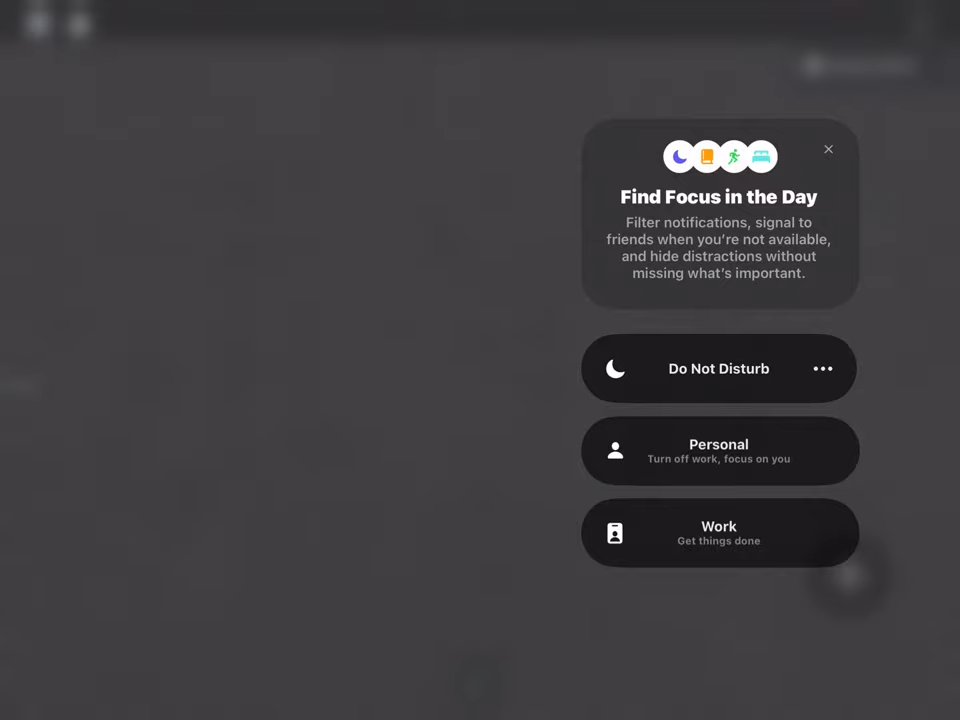 Find Focus in the Day
Filter notifications, signal to
friends when you're not available,
and hide distractions without
missing what's important.
Do Not Disturb
Personal
Turn off work, focus on you
Work
Get things done